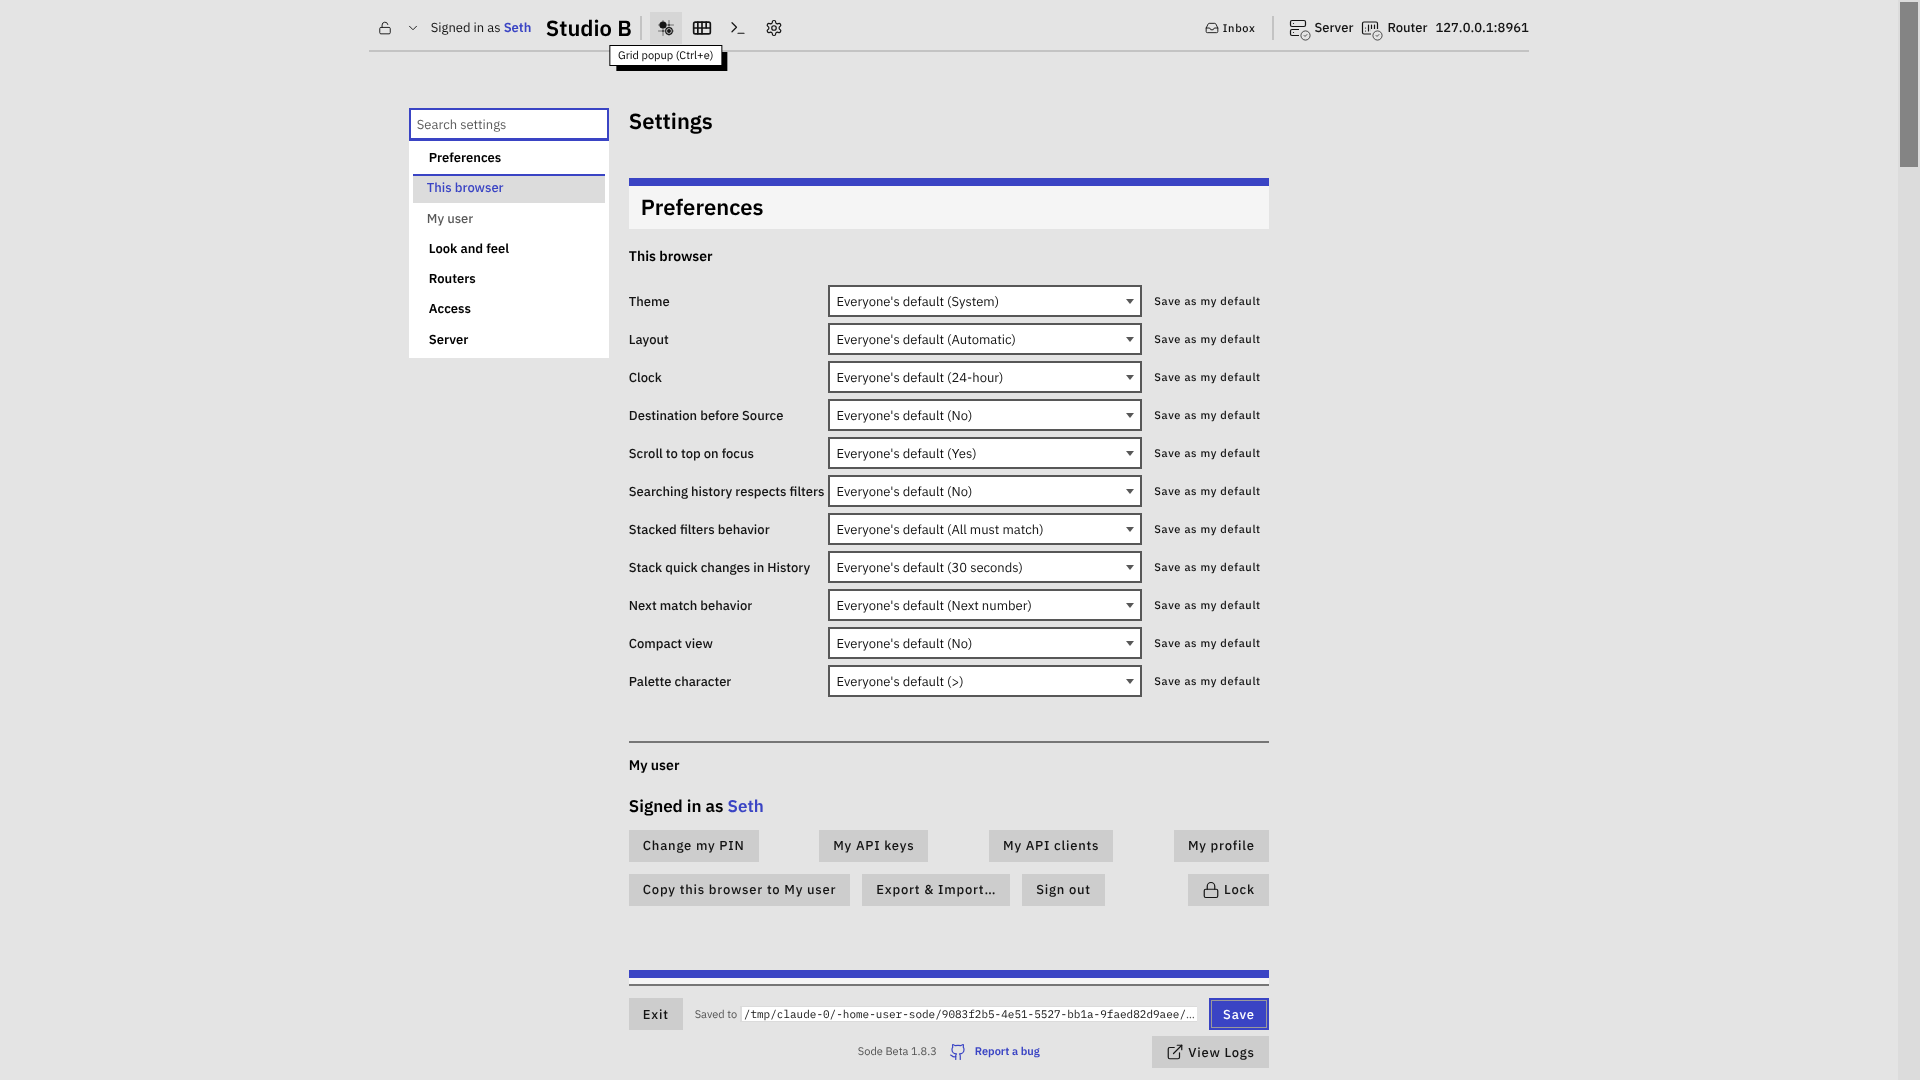 Signed in as Seth
Studio B
Inbox
Server
Router
127.0.0.1:8961
Grid popup (Ctrl+e)
Search settings
Preferences
This browser
My user
Look and feel
Routers
Access
Server
Settings
Preferences
This browser
Theme Everyone's default (System) Save as my default
Layout Everyone's default (Automatic) Save as my default
Clock Everyone's default (24-hour) Save as my default
Destination before Source Everyone's default (No) Save as my default
Scroll to top on focus Everyone's default (Yes) Save as my default
Searching history respects filters Everyone's default (No) Save as my default
Stacked filters behavior Everyone's default (All must match) Save as my default
Stack quick changes in History Everyone's default (30 seconds) Save as my default
Next match behavior Everyone's default (Next number) Save as my default
Compact view Everyone's default (No) Save as my default
Palette character Everyone's default (>) Save as my default
My user
Signed in as Seth
Change my PIN My API keys My API clients My profile
Copy this browser to My user Export & Import... Sign out Lock
Exit Saved to /tmp/claude-0/-home-user-sode/9083f2b5-4e51-5527-bb1a-9faed82d9aee/... Save
Sode Beta 1.8.3 Report a bug View Logs